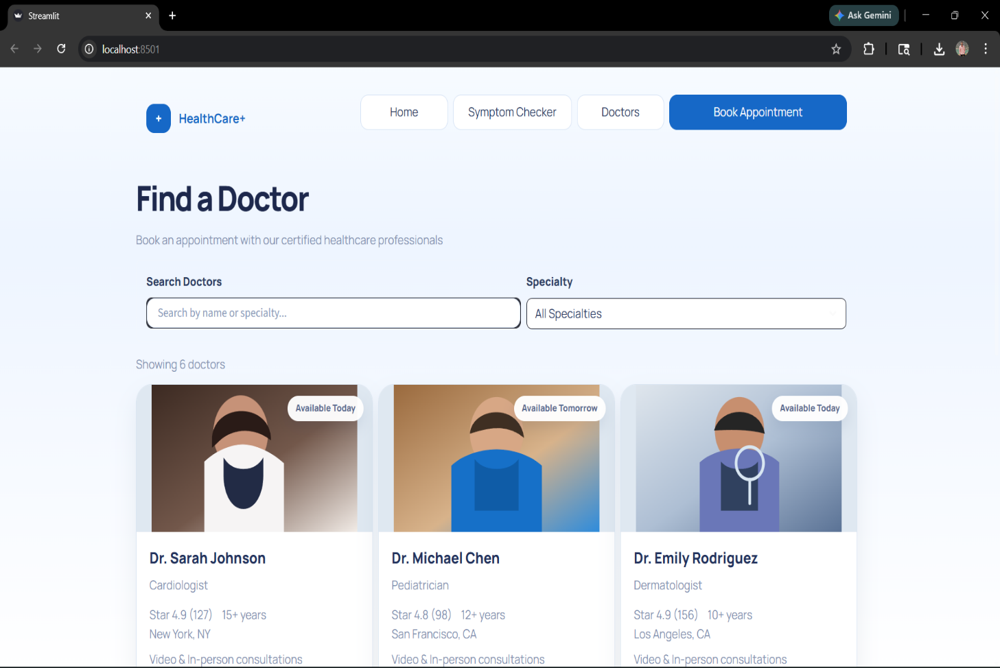 Streamlit
Ask Gemini
localhost:8501
+ HealthCare+
Home
Symptom Checker
Doctors
Book Appointment
Find a Doctor
Book an appointment with our certified healthcare professionals
Search Doctors
Search by name or specialty...
Specialty
All Specialties
Showing 6 doctors
Available Today
Dr. Sarah Johnson
Cardiologist
Star 4.9 (127) 15+ years
New York, NY
Video & In-person consultations
Available Tomorrow
Dr. Michael Chen
Pediatrician
Star 4.8 (98) 12+ years
San Francisco, CA
Video & In-person consultations
Available Today
Dr. Emily Rodriguez
Dermatologist
Star 4.9 (156) 10+ years
Los Angeles, CA
Video & In-person consultations